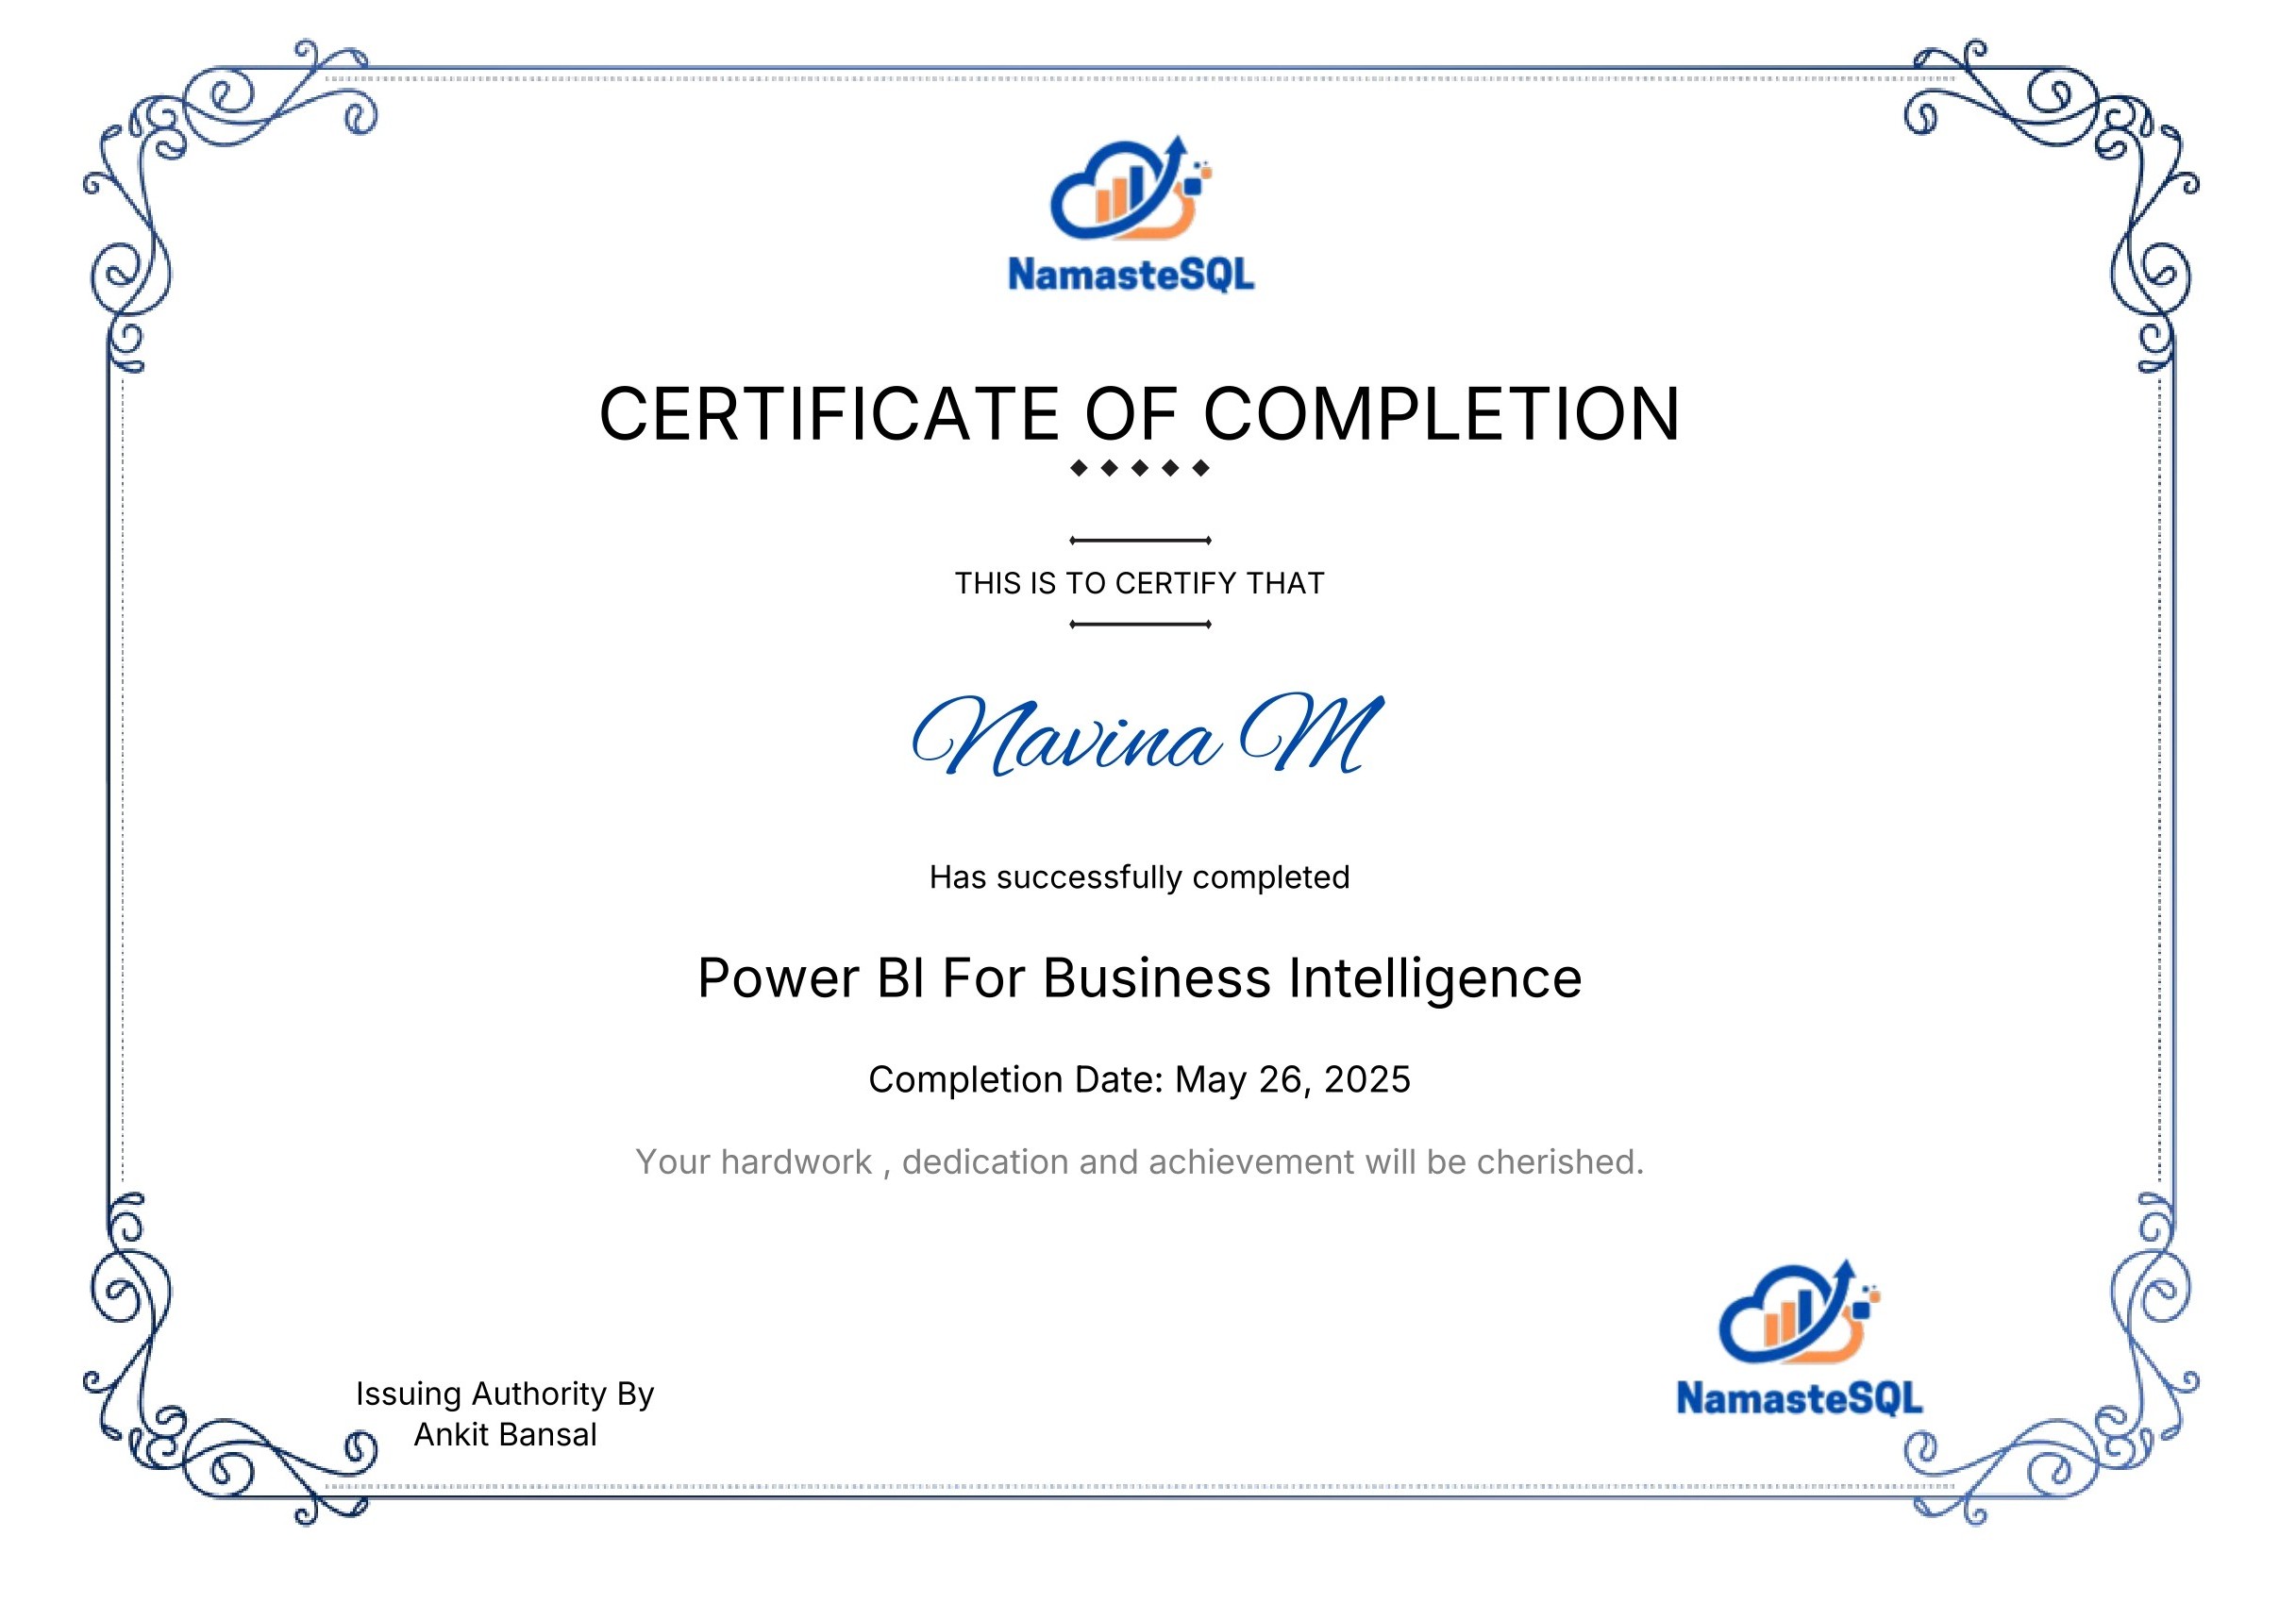 NamasteSQL
CERTIFICATE OF COMPLETION
THIS IS TO CERTIFY THAT
Navina M
Has successfully completed
Power BI For Business Intelligence
Completion Date: May 26, 2025
Your hardwork , dedication and achievement will be cherished.
NamasteSQL
Issuing Authority By
Ankit Bansal